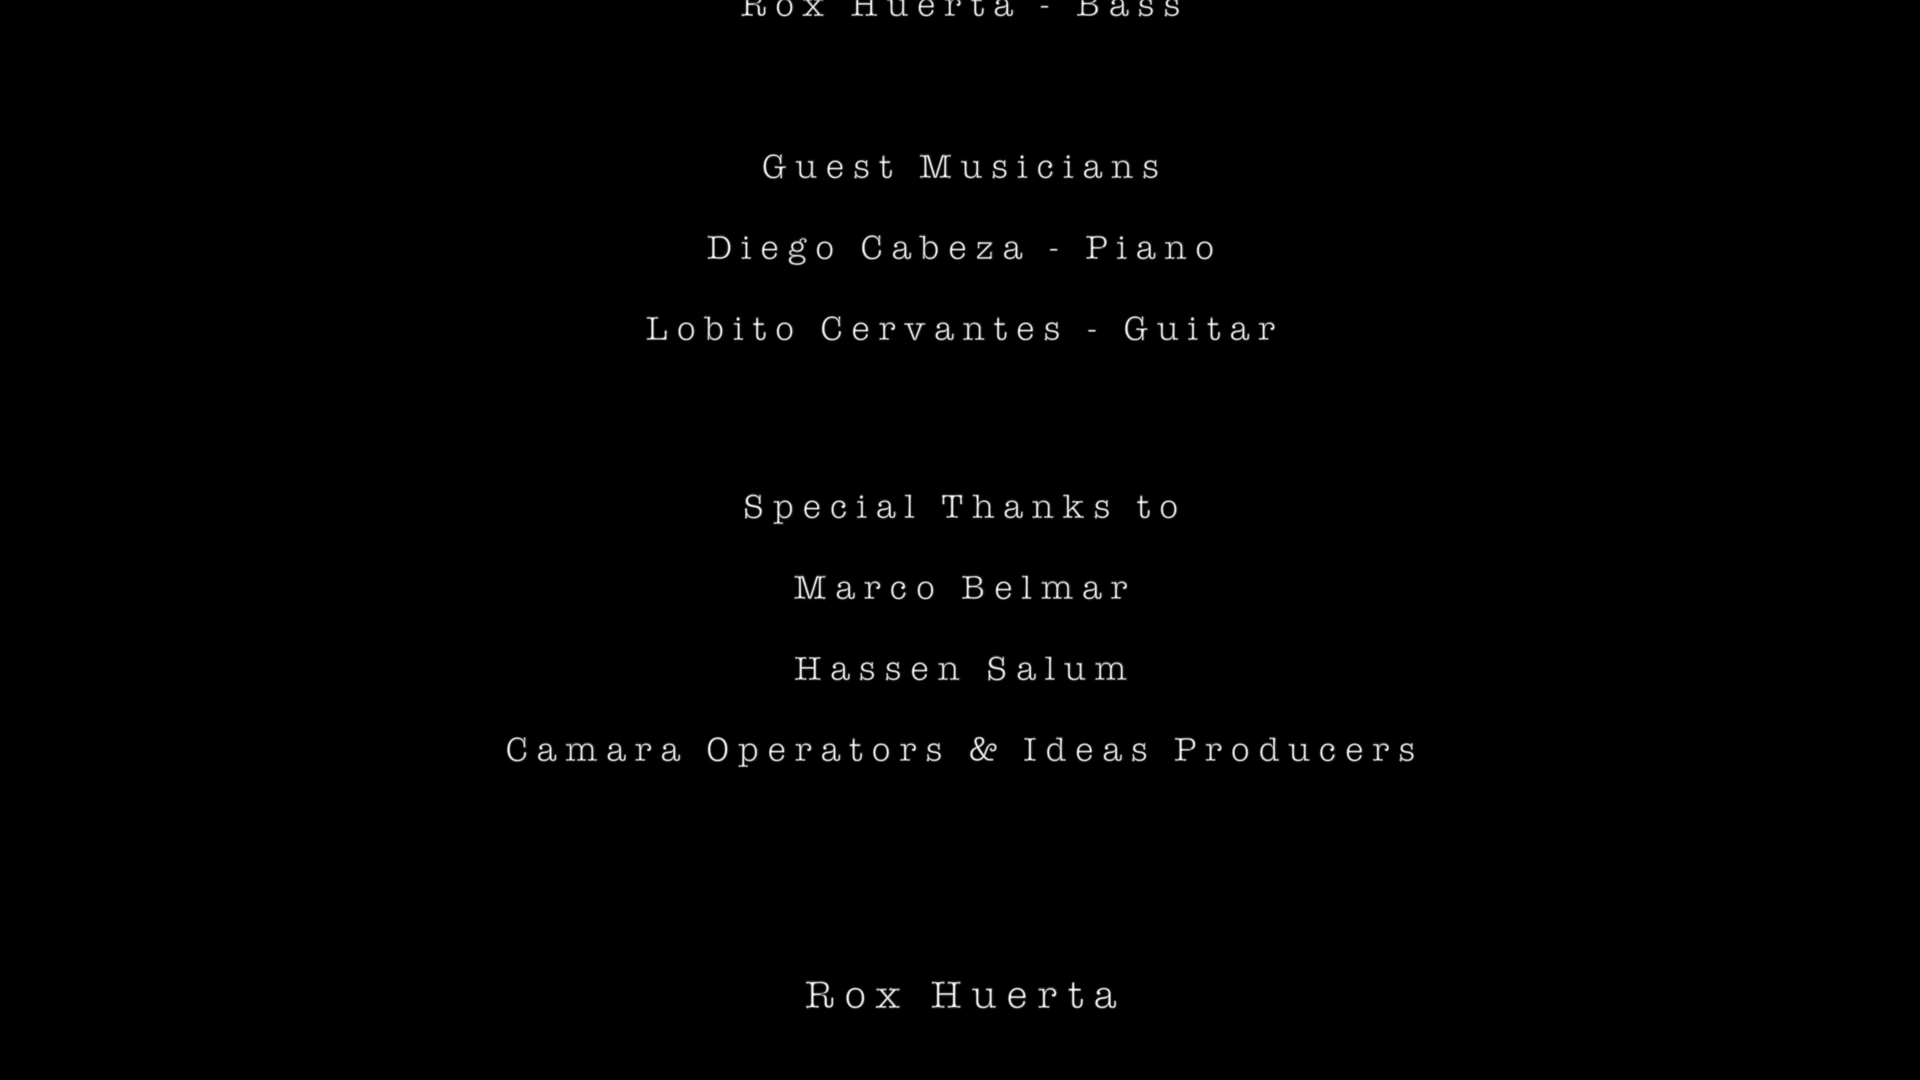 Rox Huerta - Bass
Guest Musicians
Diego Cabeza - Piano
Lobito Cervantes - Guitar
Special Thanks to
Marco Belmar
Hassen Salum
Camara Operators & Ideas Producers
Rox Huerta